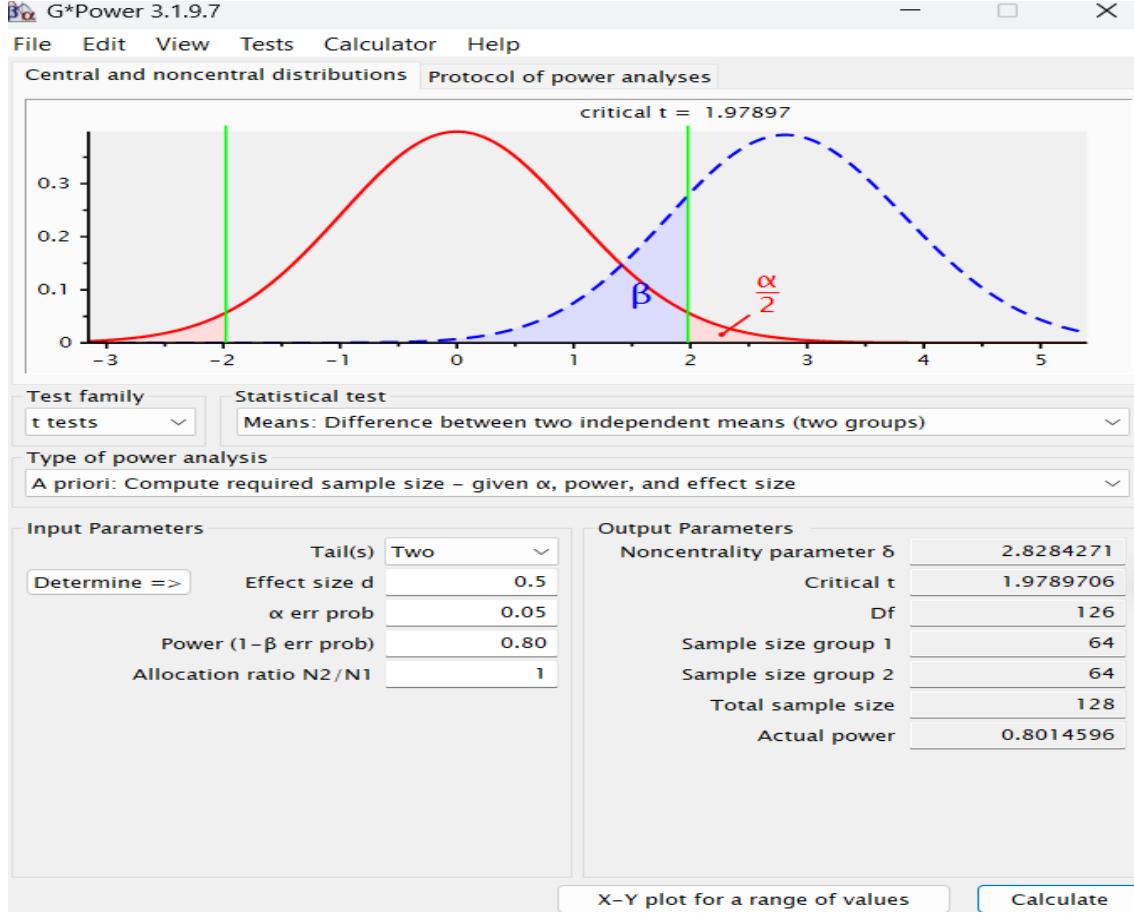 G*Power 3.1.9.7
File Edit View Tests Calculator Help
Central and noncentral distributions Protocol of power analyses
critical t = 1.97897
0.3
0.2
0.1
0
β
α
2
-3 -2 -1 0 1 2 3 4 5
Test family Statistical test
t tests Means: Difference between two independent means (two groups)
Type of power analysis
A priori: Compute required sample size – given α, power, and effect size
Input Parameters Output Parameters
Tail(s) Two Noncentrality parameter δ 2.8284271
Determine => Effect size d 0.5 Critical t 1.9789706
α err prob 0.05 Df 126
Power (1-β err prob) 0.80 Sample size group 1 64
Allocation ratio N2/N1 1 Sample size group 2 64
Total sample size 128
Actual power 0.8014596
X-Y plot for a range of values Calculate